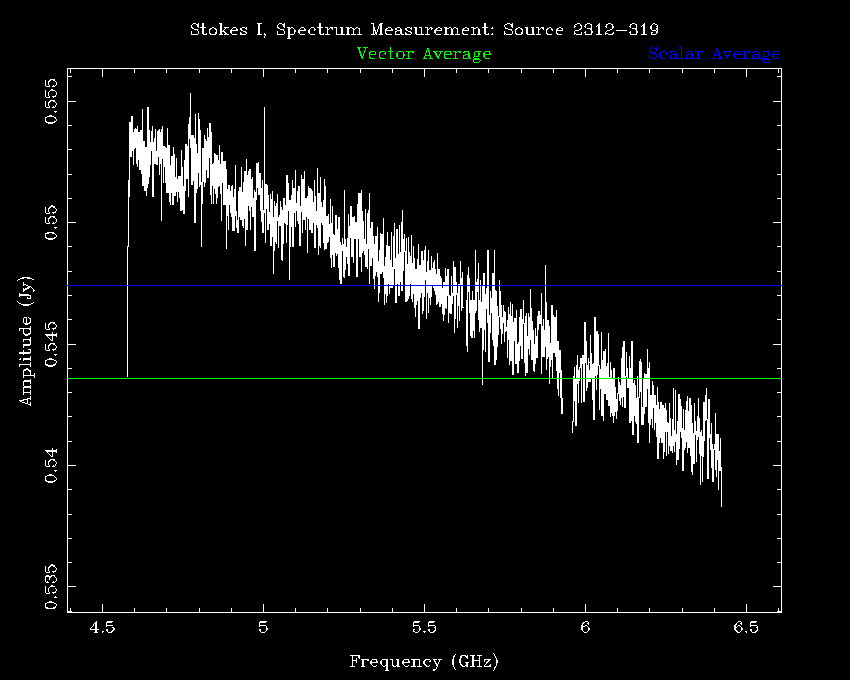 Stokes I, Spectrum Measurement: Source 2312−319
Vector Average Scalar Average
0.555
0.55
0.545
0.54
0.535
Amplitude (Jy)
4.5 5 5.5 6 6.5
Frequency (GHz)